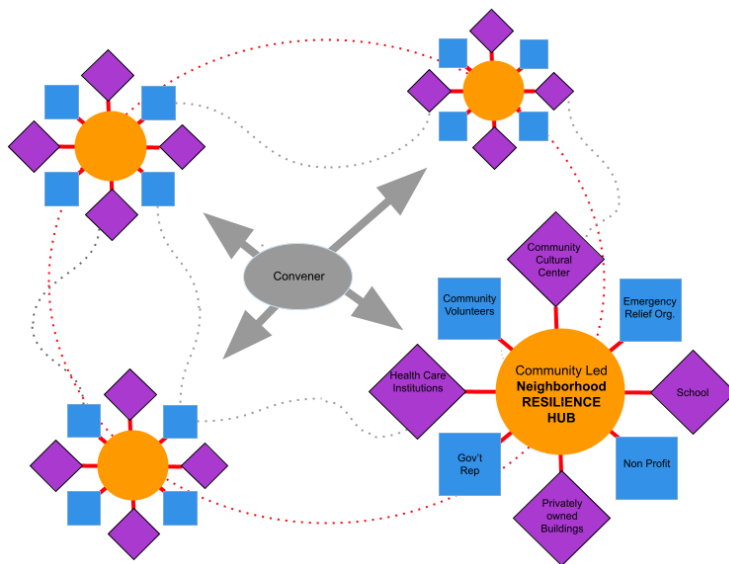 Convener
Community
Cultural
Center
Community
Volunteers
Emergency
Relief Org.
Health Care
Institutions
Community Led
Neighborhood
RESILIENCE
HUB
School
Gov't
Rep
Non Profit
Privately
owned
Buildings